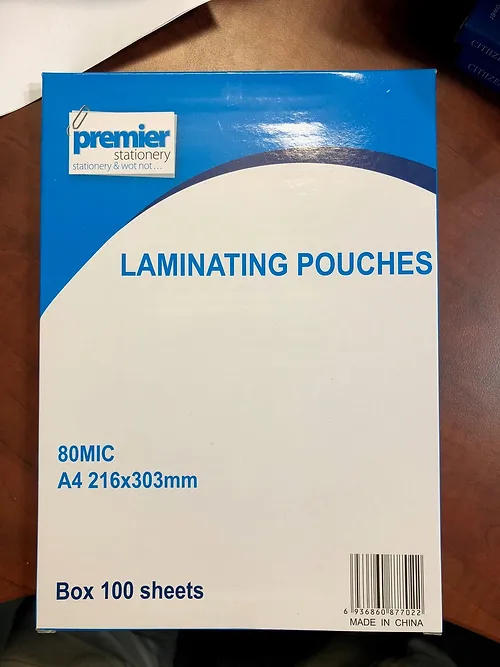 premier
stationery
stationery & wot not...
LAMINATING POUCHES
80MIC
A4 216x303mm
Box 100 sheets
6 936860 877022
MADE IN CHINA